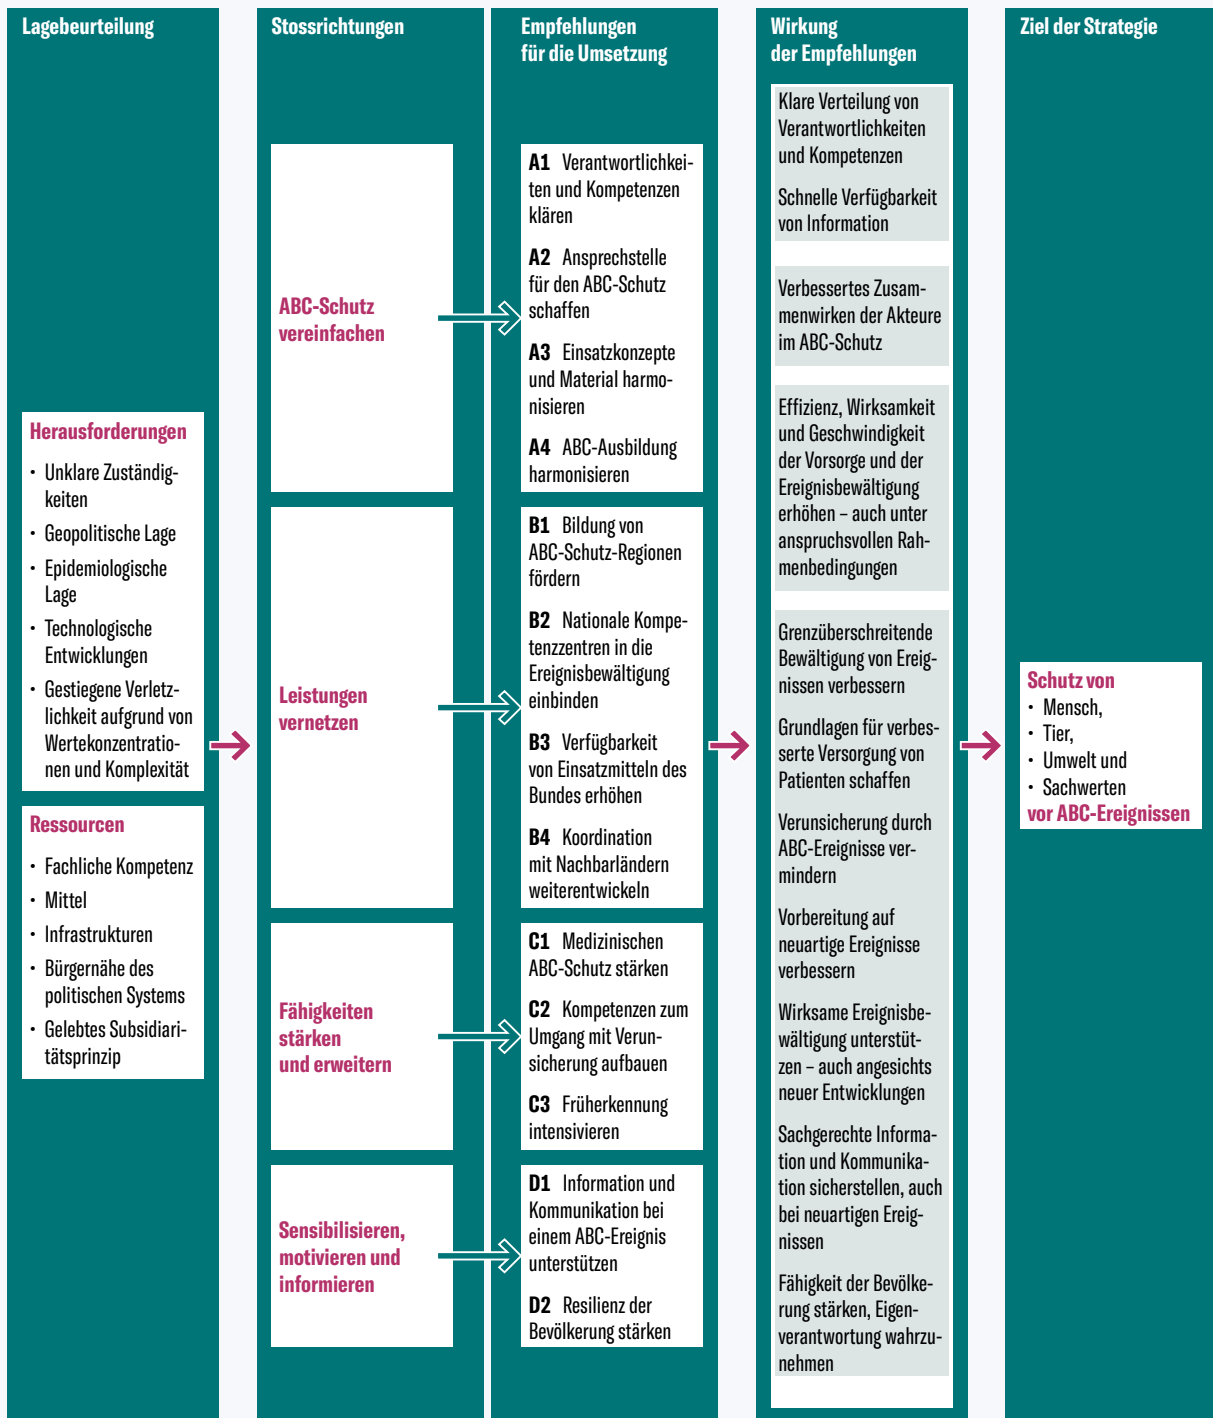 Lagebeurteilung
Herausforderungen
• Unklare Zuständig-
keiten
• Geopolitische Lage
• Epidemiologische
Lage
• Technologische
Entwicklungen
• Gestiegene Verletz-
lichkeit aufgrund von
Wertekonzentratio-
nen und Komplexität
Ressourcen
• Fachliche Kompetenz
• Mittel
• Infrastrukturen
• Bürgernähe des
politischen Systems
• Gelebtes Subsidiari-
tätsprinzip
Stossrichtungen
ABC-Schutz
vereinfachen
Leistungen
vernetzen
Fähigkeiten
stärken
und erweitern
Sensibilisieren,
motivieren und
informieren
Empfehlungen
für die Umsetzung
A1 Verantwortlichkei-
ten und Kompetenzen
klären
A2 Ansprechstelle
für den ABC-Schutz
schaffen
A3 Einsatzkonzepte
und Material harmo-
nisieren
A4 ABC-Ausbildung
harmonisieren
B1 Bildung von
ABC-Schutz-Regionen
fördern
B2 Nationale Kompe-
tenzzentren in die
Ereignisbewältigung
einbinden
B3 Verfügbarkeit
von Einsatzmitteln des
Bundes erhöhen
B4 Koordination
mit Nachbarländern
weiterentwickeln
C1 Medizinischen
ABC-Schutz stärken
C2 Kompetenzen zum
Umgang mit Verun-
sicherung aufbauen
C3 Früherkennung
intensivieren
D1 Information und
Kommunikation bei
einem ABC-Ereignis
unterstützen
D2 Resilienz der
Bevölkerung stärken
Wirkung
der Empfehlungen
Klare Verteilung von
Verantwortlichkeiten
und Kompetenzen
Schnelle Verfügbarkeit
von Information
Verbessertes Zusam-
menwirken der Akteure
im ABC-Schutz
Effizienz, Wirksamkeit
und Geschwindigkeit
der Vorsorge und der
Ereignisbewältigung
erhöhen – auch unter
anspruchsvollen Rah-
menbedingungen
Grenzüberschreitende
Bewältigung von Ereig-
nissen verbessern
Grundlagen für verbes-
serte Versorgung von
Patienten schaffen
Verunsicherung durch
ABC-Ereignisse ver-
mindern
Vorbereitung auf
neuartige Ereignisse
verbessern
Wirksame Ereignisbe-
wältigung unterstüt-
zen – auch angesichts
neuer Entwicklungen
Sachgerechte Informa-
tion und Kommunika-
tion sicherstellen, auch
bei neuartigen Ereig-
nissen
Fähigkeit der Bevölke-
rung stärken, Eigen-
verantwortung wahrzu-
nehmen
Ziel der Strategie
Schutz von
• Mensch,
• Tier,
• Umwelt und
• Sachwerten
vor ABC-Ereignissen